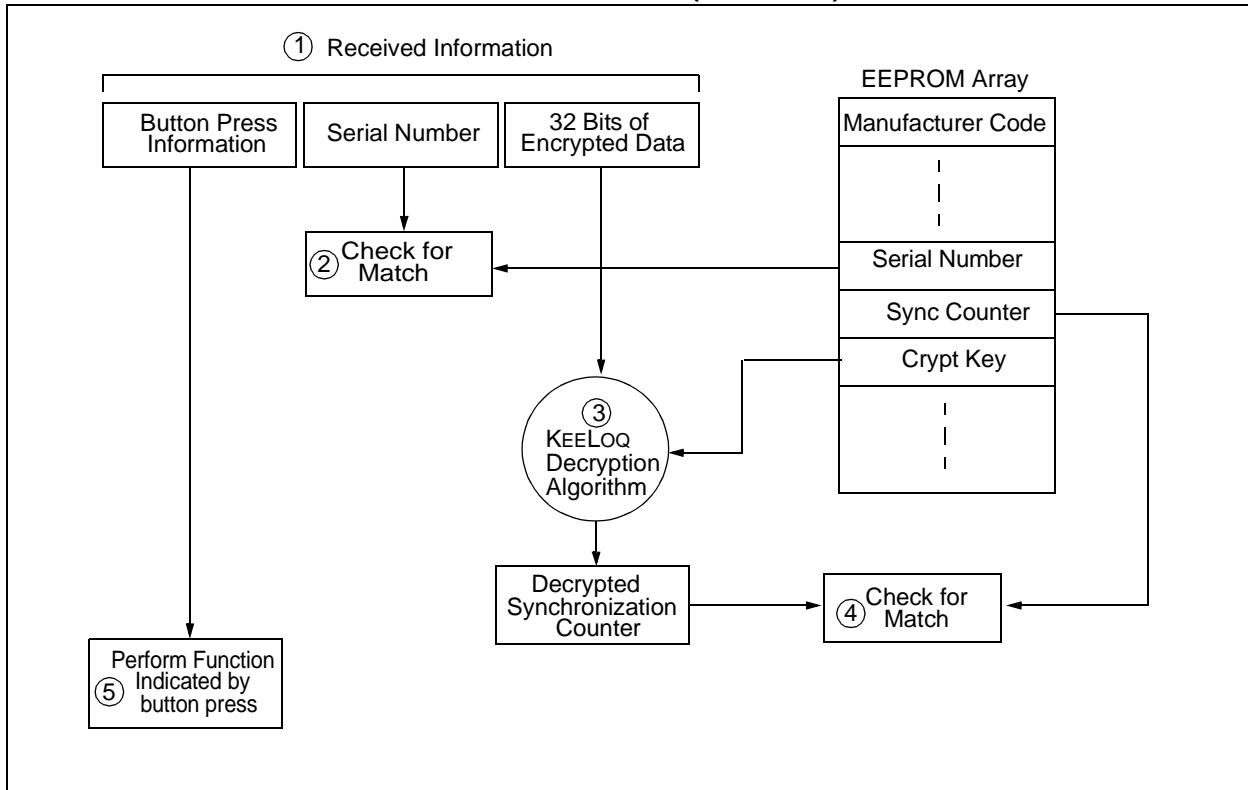 1 Received Information
EEPROM Array
Button Press
Information
Serial Number
32 Bits of
Encrypted Data
Manufacturer Code
2 Check for
Match
Serial Number
Sync Counter
Crypt Key
3
KEELOQ
Decryption
Algorithm
Decrypted
Synchronization
Counter
4 Check for
Match
Perform Function
5 Indicated by
button press